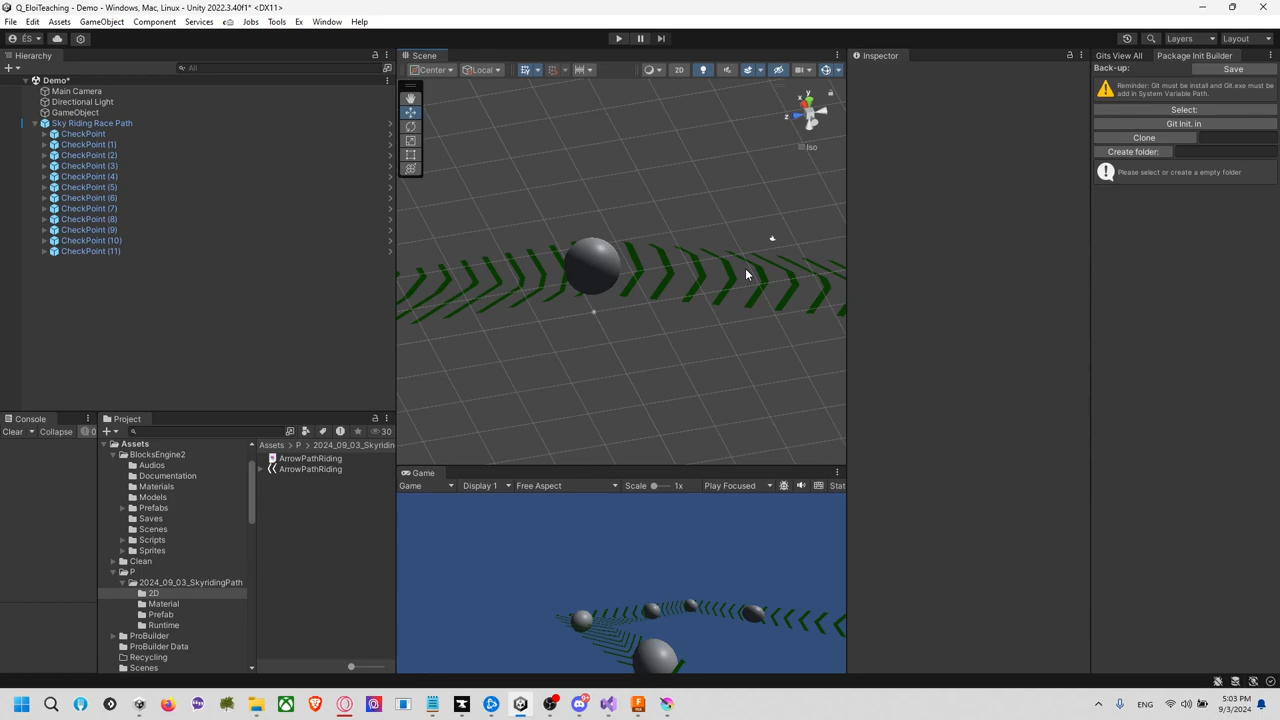 Q_EloiTeaching - Demo - Windows, Mac, Linux - Unity 2022.3.40f1* <DX11>
File Edit Assets GameObject Component Services Jobs Tools Ex Window Help
ÉS Layers Layout
Hierarchy Scene Inspector Gits View All Package Init Builder
All Center Local 2D Back-up: Save
Demo*
Main Camera
Directional Light
GameObject
Sky Riding Race Path
CheckPoint
CheckPoint (1)
CheckPoint (2)
CheckPoint (3)
CheckPoint (4)
CheckPoint (5)
CheckPoint (6)
CheckPoint (7)
CheckPoint (8)
CheckPoint (9)
CheckPoint (10)
CheckPoint (11)
x y z
Iso
Reminder: Git must be install and Git.exe must be
add in System Variable Path.
Select:
Git Init. in
Clone
Create folder:
Please select or create a empty folder
Console Project
Clear Collapse 0 30
Assets
BlocksEngine2
Audios
Documentation
Materials
Models
Prefabs
Saves
Scenes
Scripts
Sprites
Clean
P
2024_09_03_SkyridingPath
2D
Material
Prefab
Runtime
ProBuilder
ProBuilder Data
Recycling
Scenes
Assets P 2024_09_03_Skyridin
ArrowPathRiding
ArrowPathRiding
Game
Game Display 1 Free Aspect Scale 1x Play Focused Stat
ENG 5:03 PM
9/3/2024